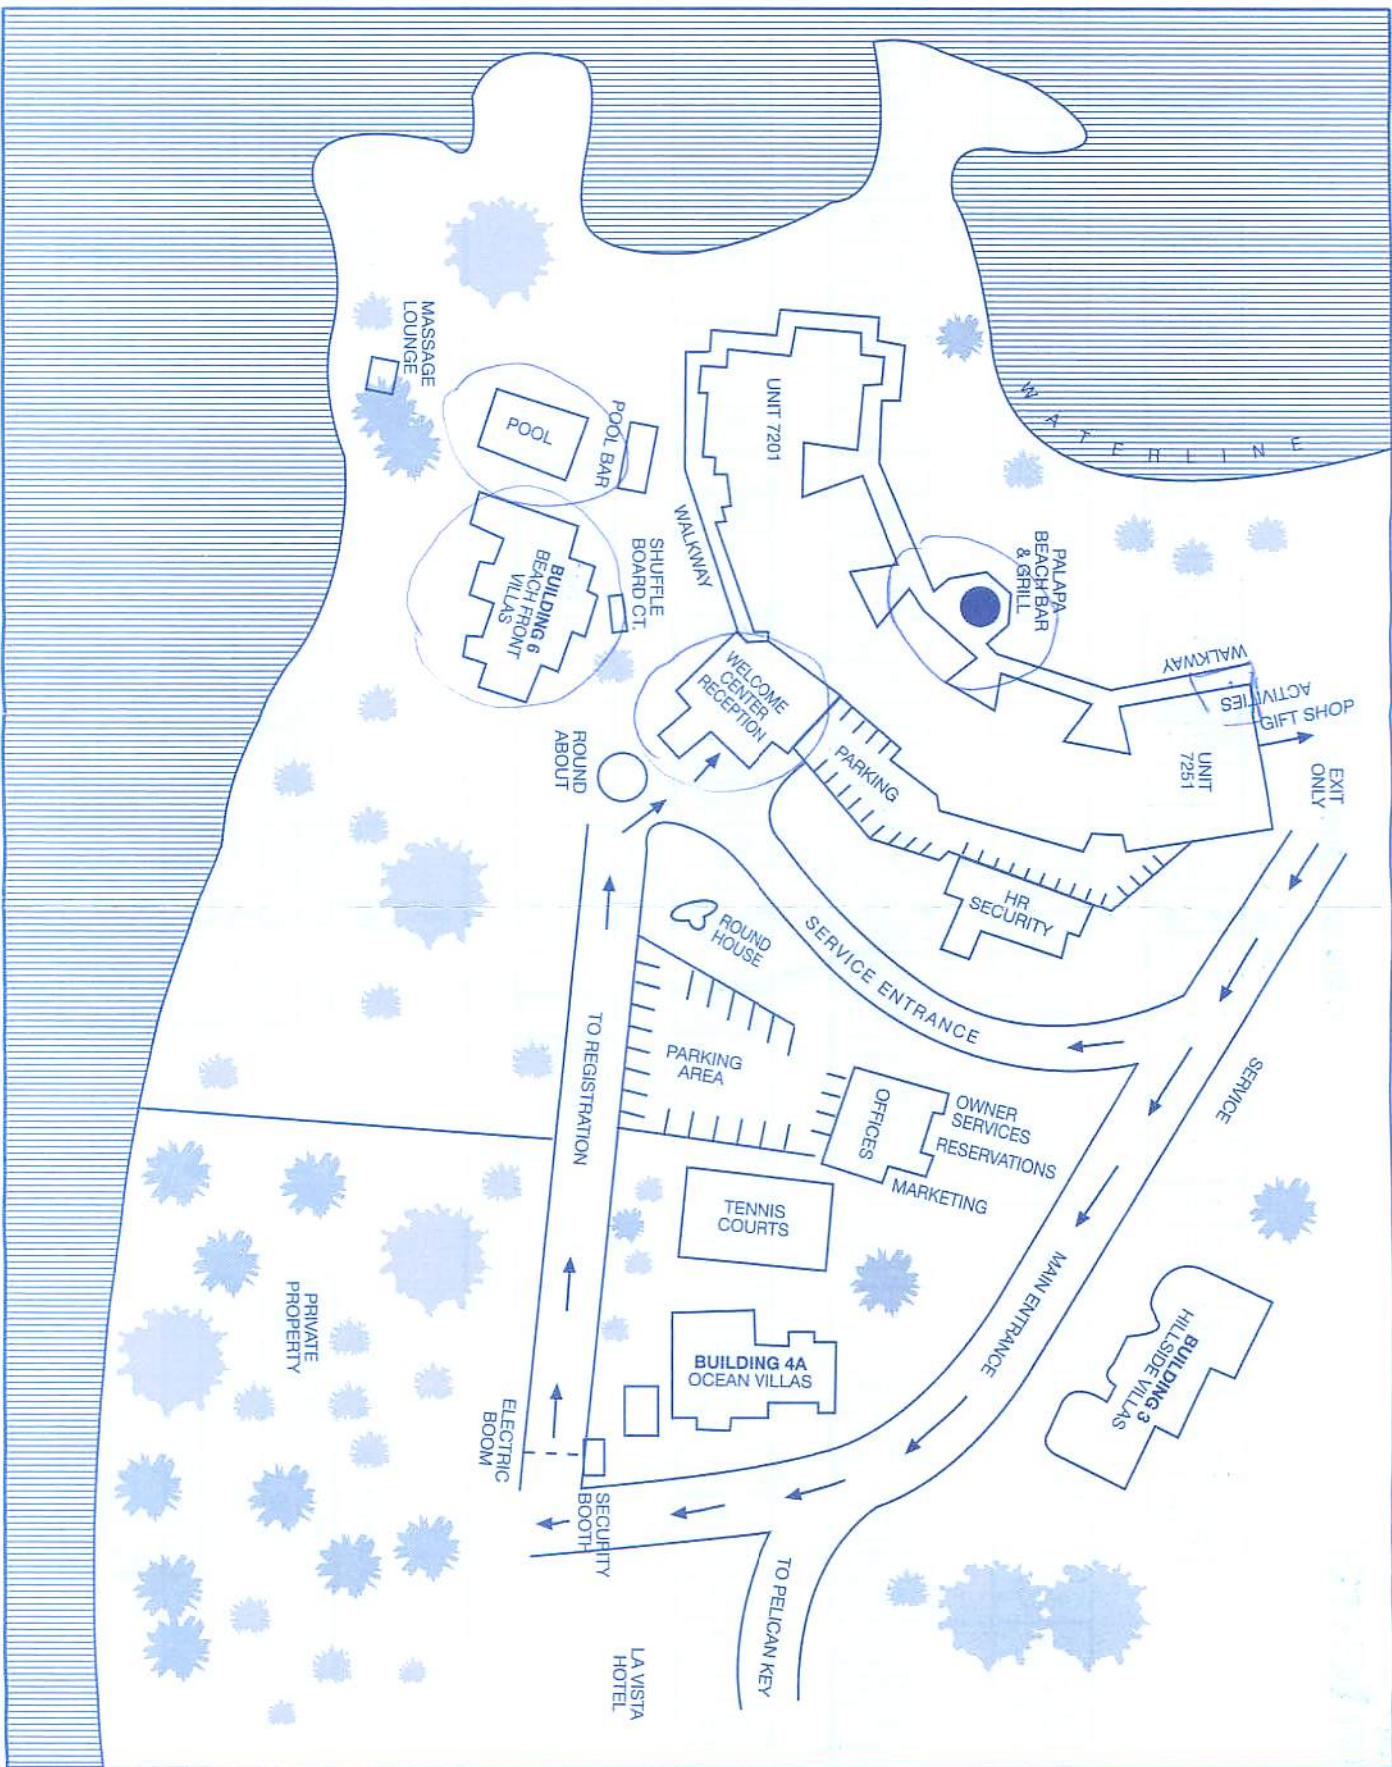 WATERLINE
MASSAGE
LOUNGE
POOL
POOL BAR
UNIT 7201
WALKWAY
SHUFFLE
BOARD CT.
BUILDING 6
BEACH FRONT
VILLAS
PALAPA
BEACH BAR
& GRILL
WALKWAY
ACTIVITIES
GIFT SHOP
WELCOME
CENTER
RECEPTION
PARKING
UNIT
7251
EXIT
ONLY
ROUND
ABOUT
HR
SECURITY
ROUND
HOUSE
SERVICE ENTRANCE
TO REGISTRATION
PARKING
AREA
OFFICES
OWNER
SERVICES
RESERVATIONS
MARKETING
SERVICE
TENNIS
COURTS
MAIN ENTRANCE
PRIVATE
PROPERTY
BUILDING 4A
OCEAN VILLAS
BUILDING 3
HILLSIDE VILLAS
ELECTRIC
BOOM
SECURITY
BOOTH
TO PELICAN KEY
LA VISTA
HOTEL